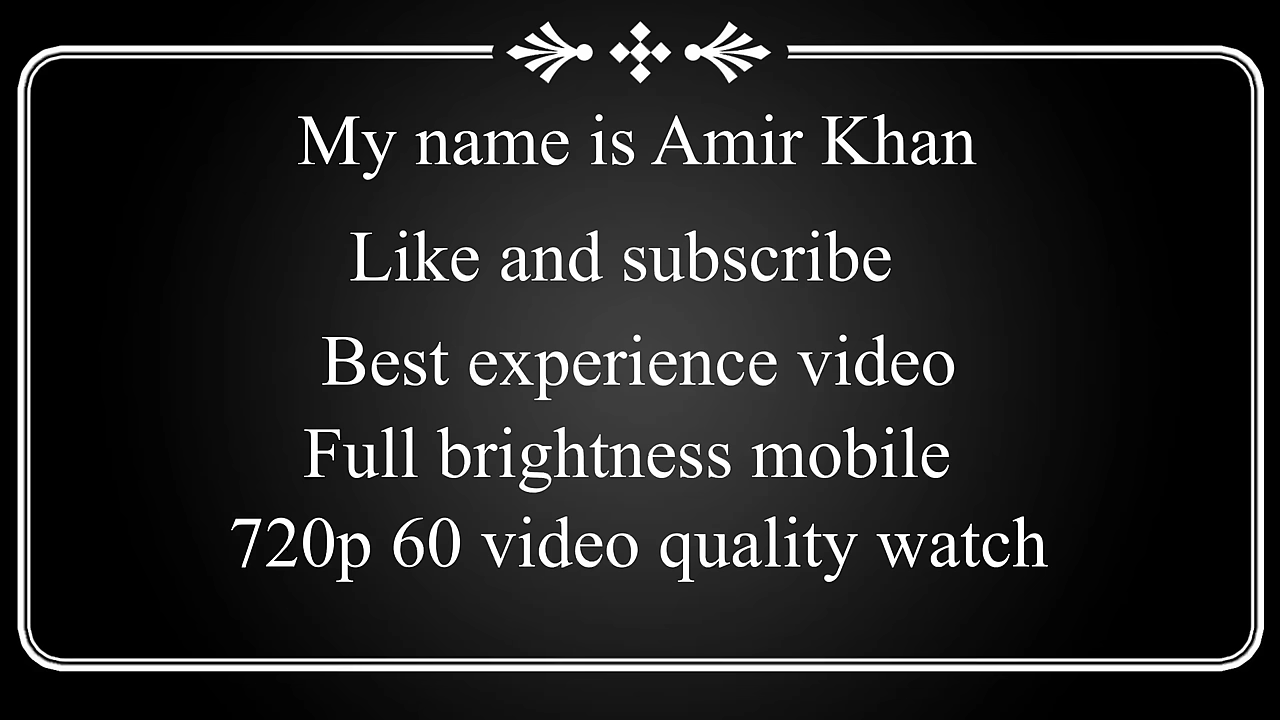 My name is Amir Khan
Like and subscribe
Best experience video
Full brightness mobile
720p 60 video quality watch